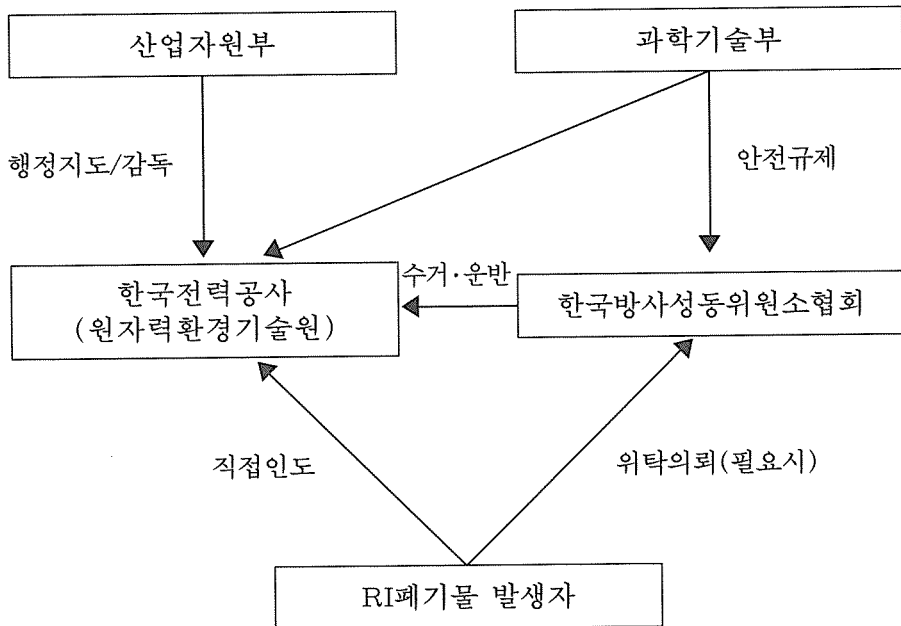 산업자원부
과학기술부
행정지도/감독
안전규제
한국전력공사
(원자력환경기술원)
수거·운반
한국방사성동위원소협회
직접인도
위탁의뢰(필요시)
RI폐기물 발생자